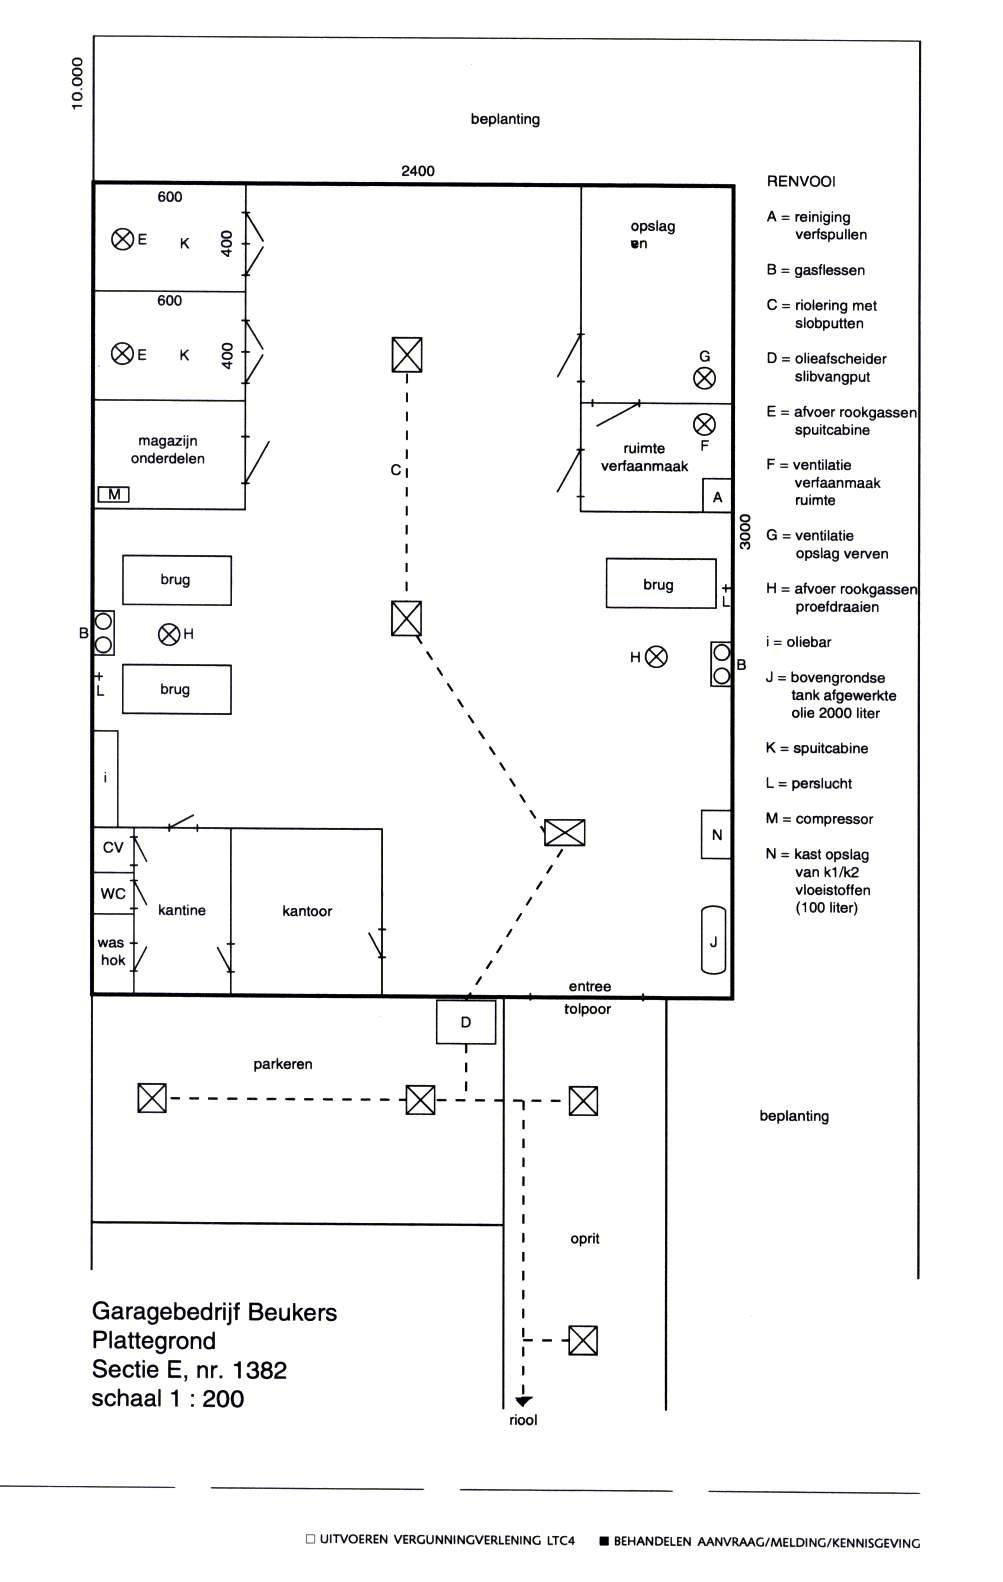 10.000
beplanting
2400
600
E K 400
600
E K 400
magazijn
onderdelen
M
opslag
en
G
F
ruimte
verfaanmaak
A
3000
C
brug
B
H
brug
L
i
brug
L
H
B
N
J
CV
WC
was
hok
kantine
kantoor
entree
tolpoor
D
parkeren
beplanting
oprit
riool
RENVOOI
A = reiniging
verfspullen
B = gasflessen
C = riolering met
slobputten
D = olieafscheider
slibvangput
E = afvoer rookgassen
spuitcabine
F = ventilatie
verfaanmaak
ruimte
G = ventilatie
opslag verven
H = afvoer rookgassen
proefdraaien
i = oliebar
J = bovengrondse
tank afgewerkte
olie 2000 liter
K = spuitcabine
L = perslucht
M = compressor
N = kast opslag
van k1/k2
vloeistoffen
(100 liter)
Garagebedrijf Beukers
Plattegrond
Sectie E, nr. 1382
schaal 1 : 200
□ UITVOEREN VERGUNNINGVERLENING LTC4 ■ BEHANDELEN AANVRAAG/MELDING/KENNISGEVING